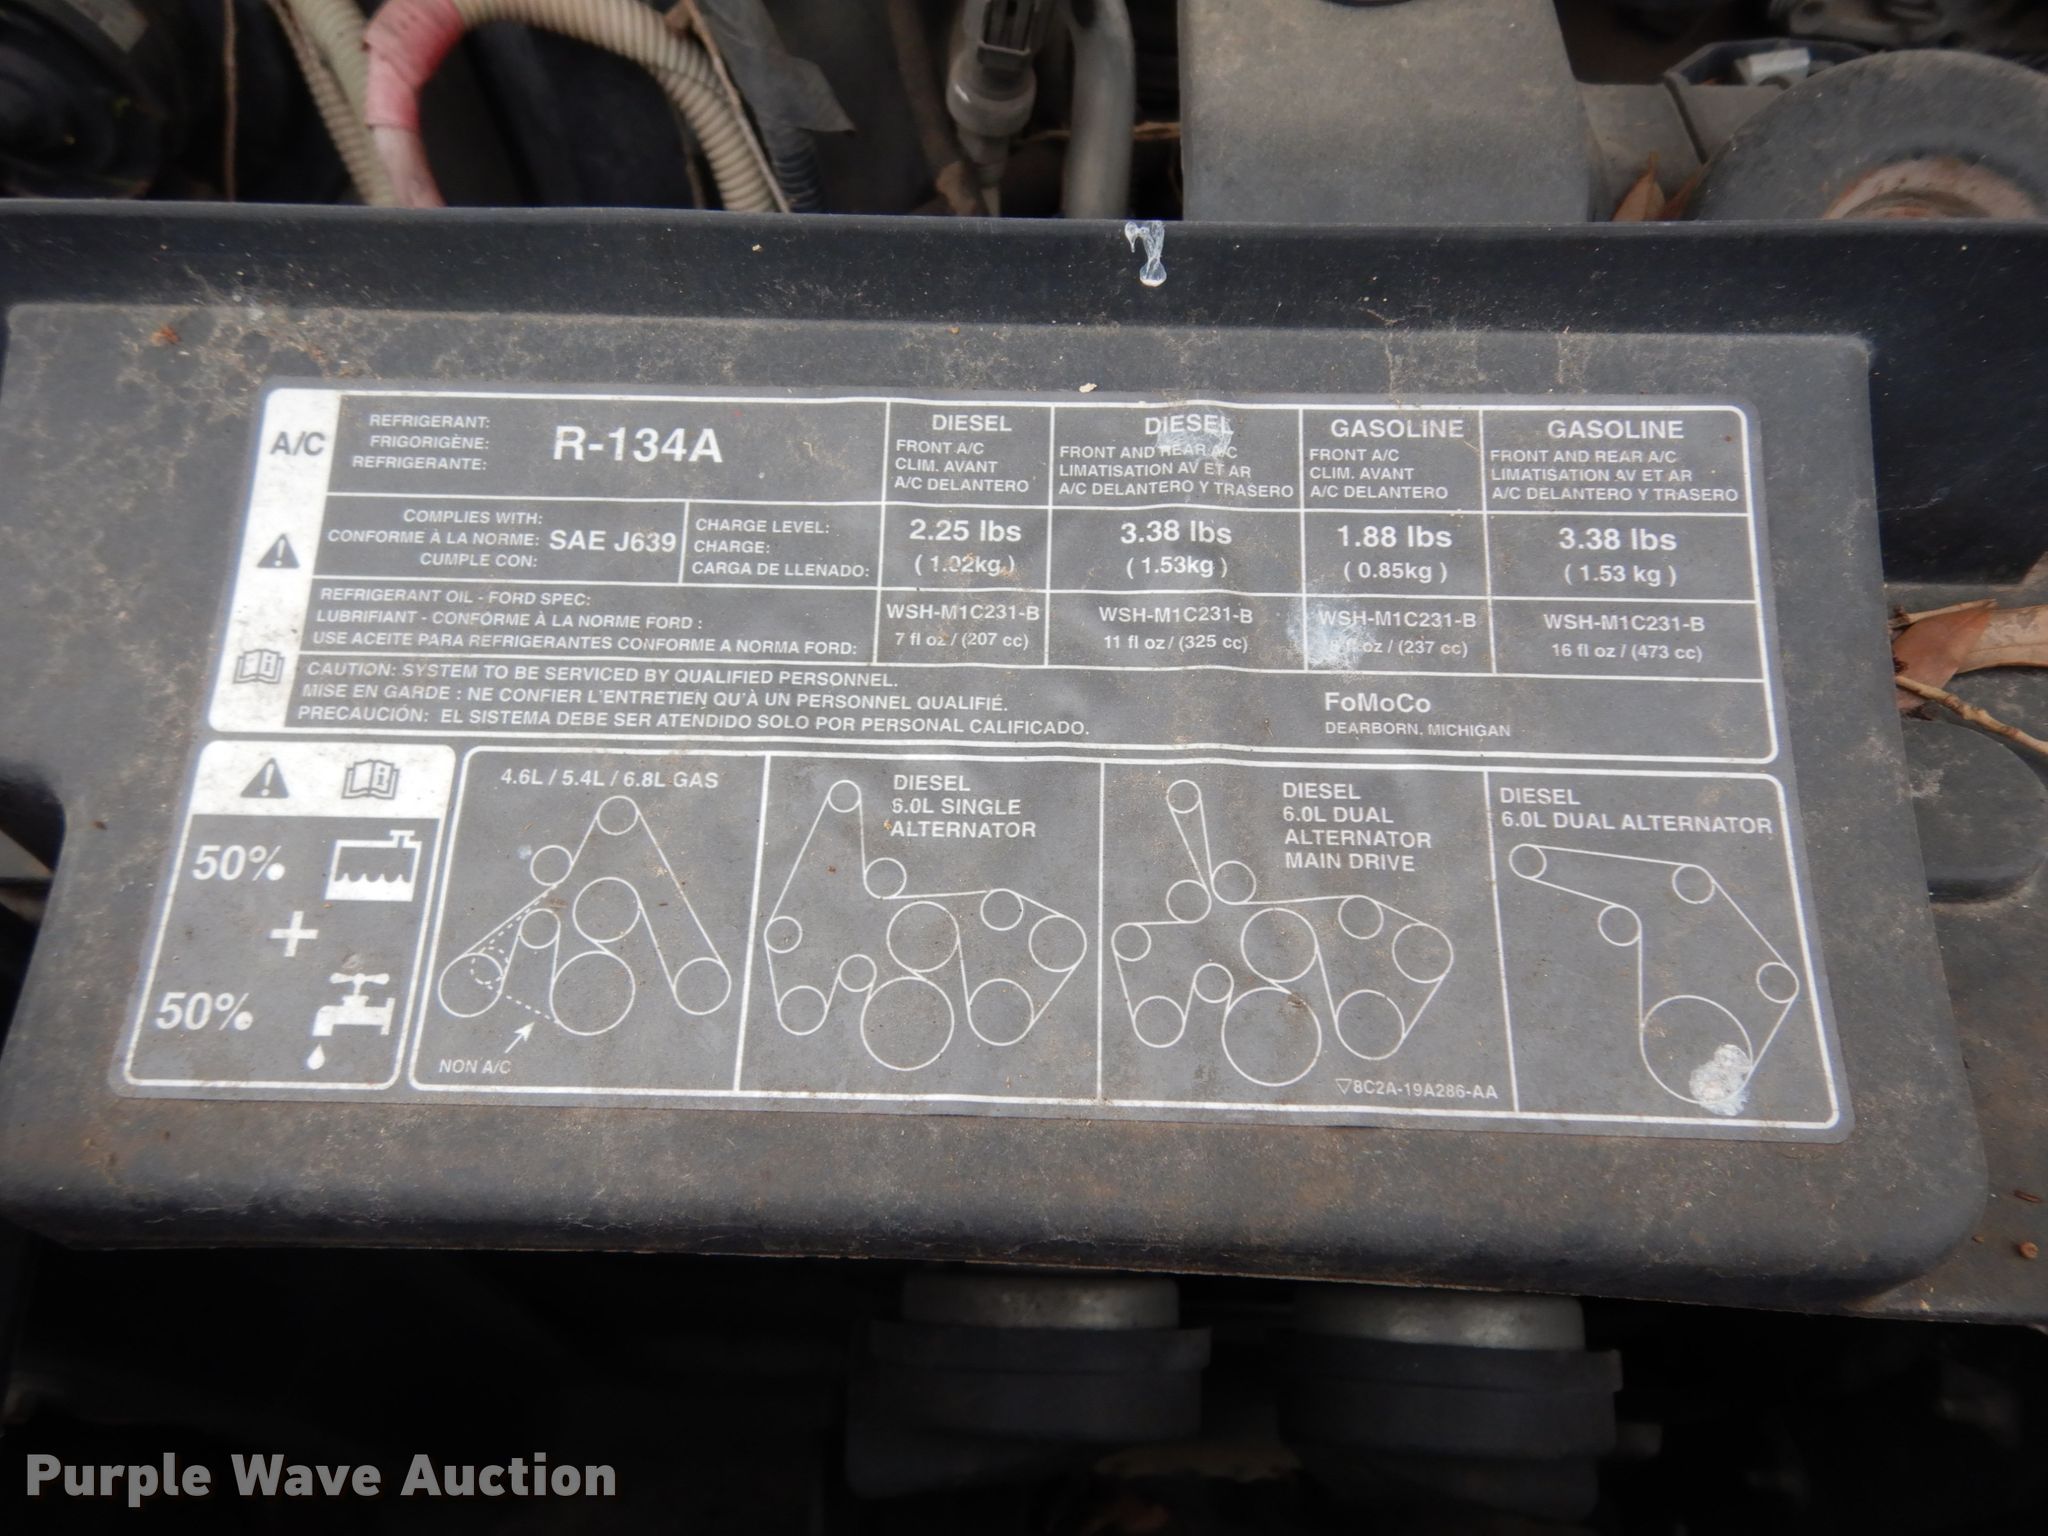 A/C
REFRIGERANT:
FRIGORIGÈNE:
REFRIGERANTE:
R-134A
DIESEL
FRONT A/C
CLIM. AVANT
A/C DELANTERO
DIESEL
FRONT AND REAR A/C
LIMATISATION AV ET AR
A/C DELANTERO Y TRASERO
GASOLINE
FRONT A/C
CLIM. AVANT
A/C DELANTERO
GASOLINE
FRONT AND REAR A/C
LIMATISATION AV ET AR
A/C DELANTERO Y TRASERO
COMPLIES WITH:
CONFORME À LA NORME:
CUMPLE CON:
SAE J639
CHARGE LEVEL:
CHARGE:
CARGA DE LLENADO:
2.25 lbs
(1.02kg)
3.38 lbs
(1.53kg)
1.88 lbs
(0.85kg)
3.38 lbs
(1.53 kg)
REFRIGERANT OIL - FORD SPEC:
LUBRIFIANT - CONFORME À LA NORME FORD :
USE ACEITE PARA REFRIGERANTES CONFORME A NORMA FORD:
WSH-M1C231-B
7 fl oz / (207 cc)
WSH-M1C231-B
11 fl oz / (325 cc)
WSH-M1C231-B
8 fl oz / (237 cc)
WSH-M1C231-B
16 fl oz / (473 cc)
CAUTION: SYSTEM TO BE SERVICED BY QUALIFIED PERSONNEL.
MISE EN GARDE : NE CONFIER L'ENTRETIEN QU'À UN PERSONNEL QUALIFIÉ.
PRECAUCIÓN: EL SISTEMA DEBE SER ATENDIDO SOLO POR PERSONAL CALIFICADO.
FoMoCo
DEARBORN, MICHIGAN
50%
+
50%
4.6L / 5.4L / 6.8L GAS
NON A/C
DIESEL
6.0L SINGLE
ALTERNATOR
DIESEL
6.0L DUAL
ALTERNATOR
MAIN DRIVE
8C2A-19A286-AA
DIESEL
6.0L DUAL ALTERNATOR
Purple Wave Auction